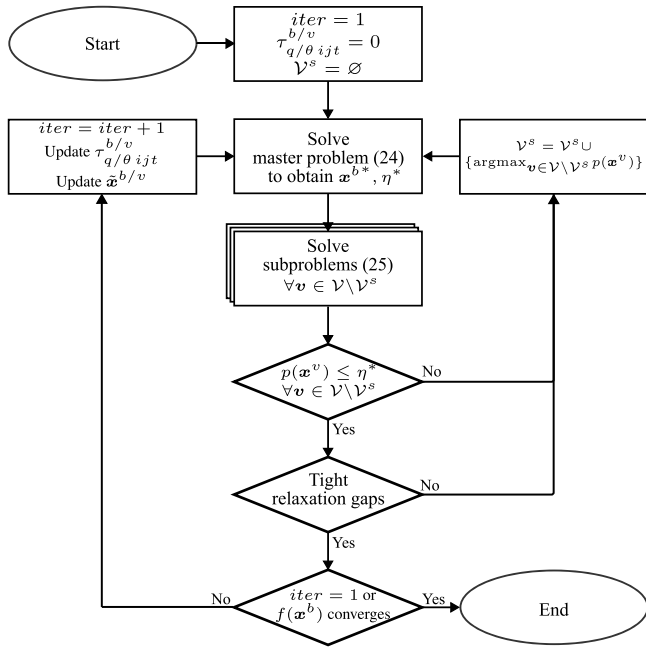 Start
iter = 1
τ^{b/v}_{q/θ ijt} = 0
𝒱^s = ∅
iter = iter + 1
Update τ^{b/v}_{q/θ ijt}
Update x̃^{b/v}
Solve
master problem (24)
to obtain x^{b*}, η*
𝒱^s = 𝒱^s ∪
{argmax_{v∈𝒱\𝒱^s} p(x^v)}
Solve
subproblems (25)
∀v ∈ 𝒱\𝒱^s
p(x^v) ≤ η*
∀v ∈ 𝒱\𝒱^s
No
Yes
Tight
relaxation gaps
No
Yes
iter = 1 or
f(x^b) converges
No
Yes
End